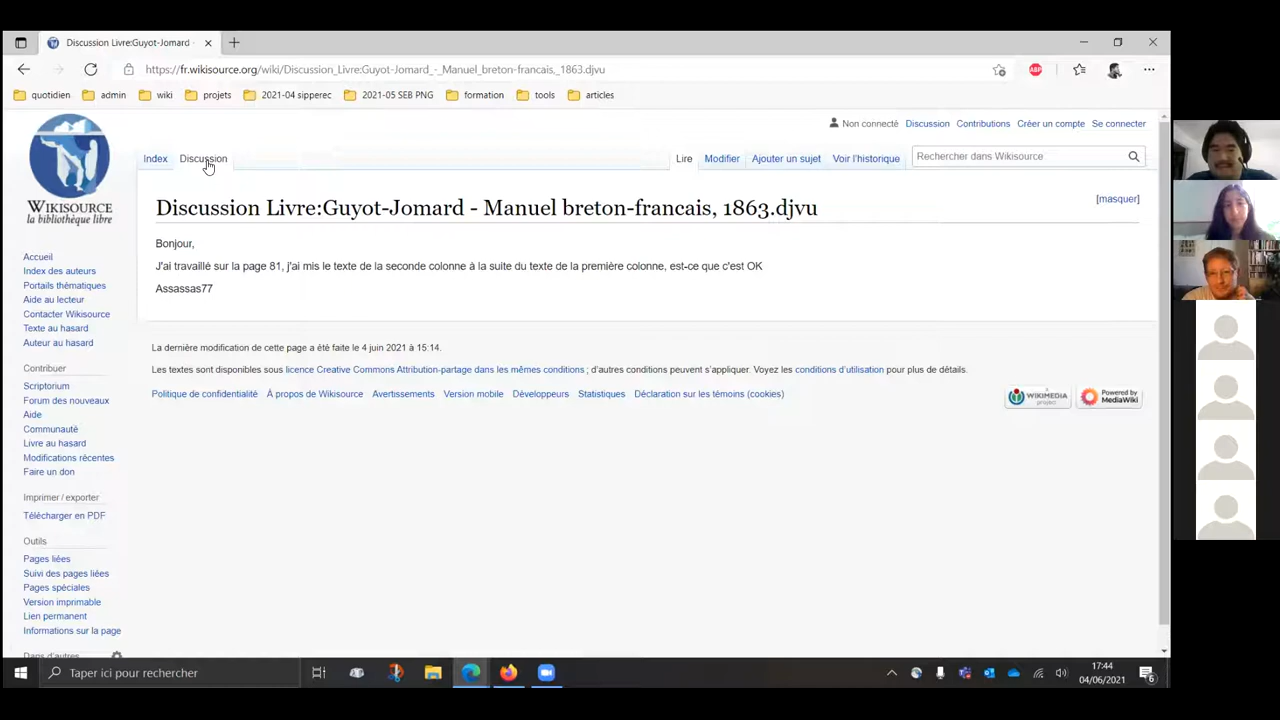 Discussion Livre:Guyot-Jomard -
https://fr.wikisource.org/wiki/Discussion_Livre:Guyot-Jomard_-_Manuel_breton-francais,_1863.djvu
ABP
quotidien admin wiki projets 2021-04 sipperec 2021-05 SEB PNG formation tools articles
Non connecté Discussion Contributions Créer un compte Se connecter
Index Discussion Lire Modifier Ajouter un sujet Voir l'historique Rechercher dans Wikisource
WIKISOURCE
la bibliothèque libre
Discussion Livre:Guyot-Jomard - Manuel breton-francais, 1863.djvu
[masquer]
Bonjour,
J'ai travaillé sur la page 81, j'ai mis le texte de la seconde colonne à la suite du texte de la première colonne, est-ce que c'est OK
Assassas77
La dernière modification de cette page a été faite le 4 juin 2021 à 15:14.
Les textes sont disponibles sous licence Creative Commons Attribution-partage dans les mêmes conditions ; d'autres conditions peuvent s'appliquer. Voyez les conditions d'utilisation pour plus de détails.
Politique de confidentialité À propos de Wikisource Avertissements Version mobile Développeurs Statistiques Déclaration sur les témoins (cookies)
WIKIMEDIA
project
Powered by
MediaWiki
Accueil
Index des auteurs
Portails thématiques
Aide au lecteur
Contacter Wikisource
Texte au hasard
Auteur au hasard
Contribuer
Scriptorium
Forum des nouveaux
Aide
Communauté
Livre au hasard
Modifications récentes
Faire un don
Imprimer / exporter
Télécharger en PDF
Outils
Pages liées
Suivi des pages liées
Pages spéciales
Version imprimable
Lien permanent
Informations sur la page
Dans d'autres
Taper ici pour rechercher
17:44
04/06/2021
6